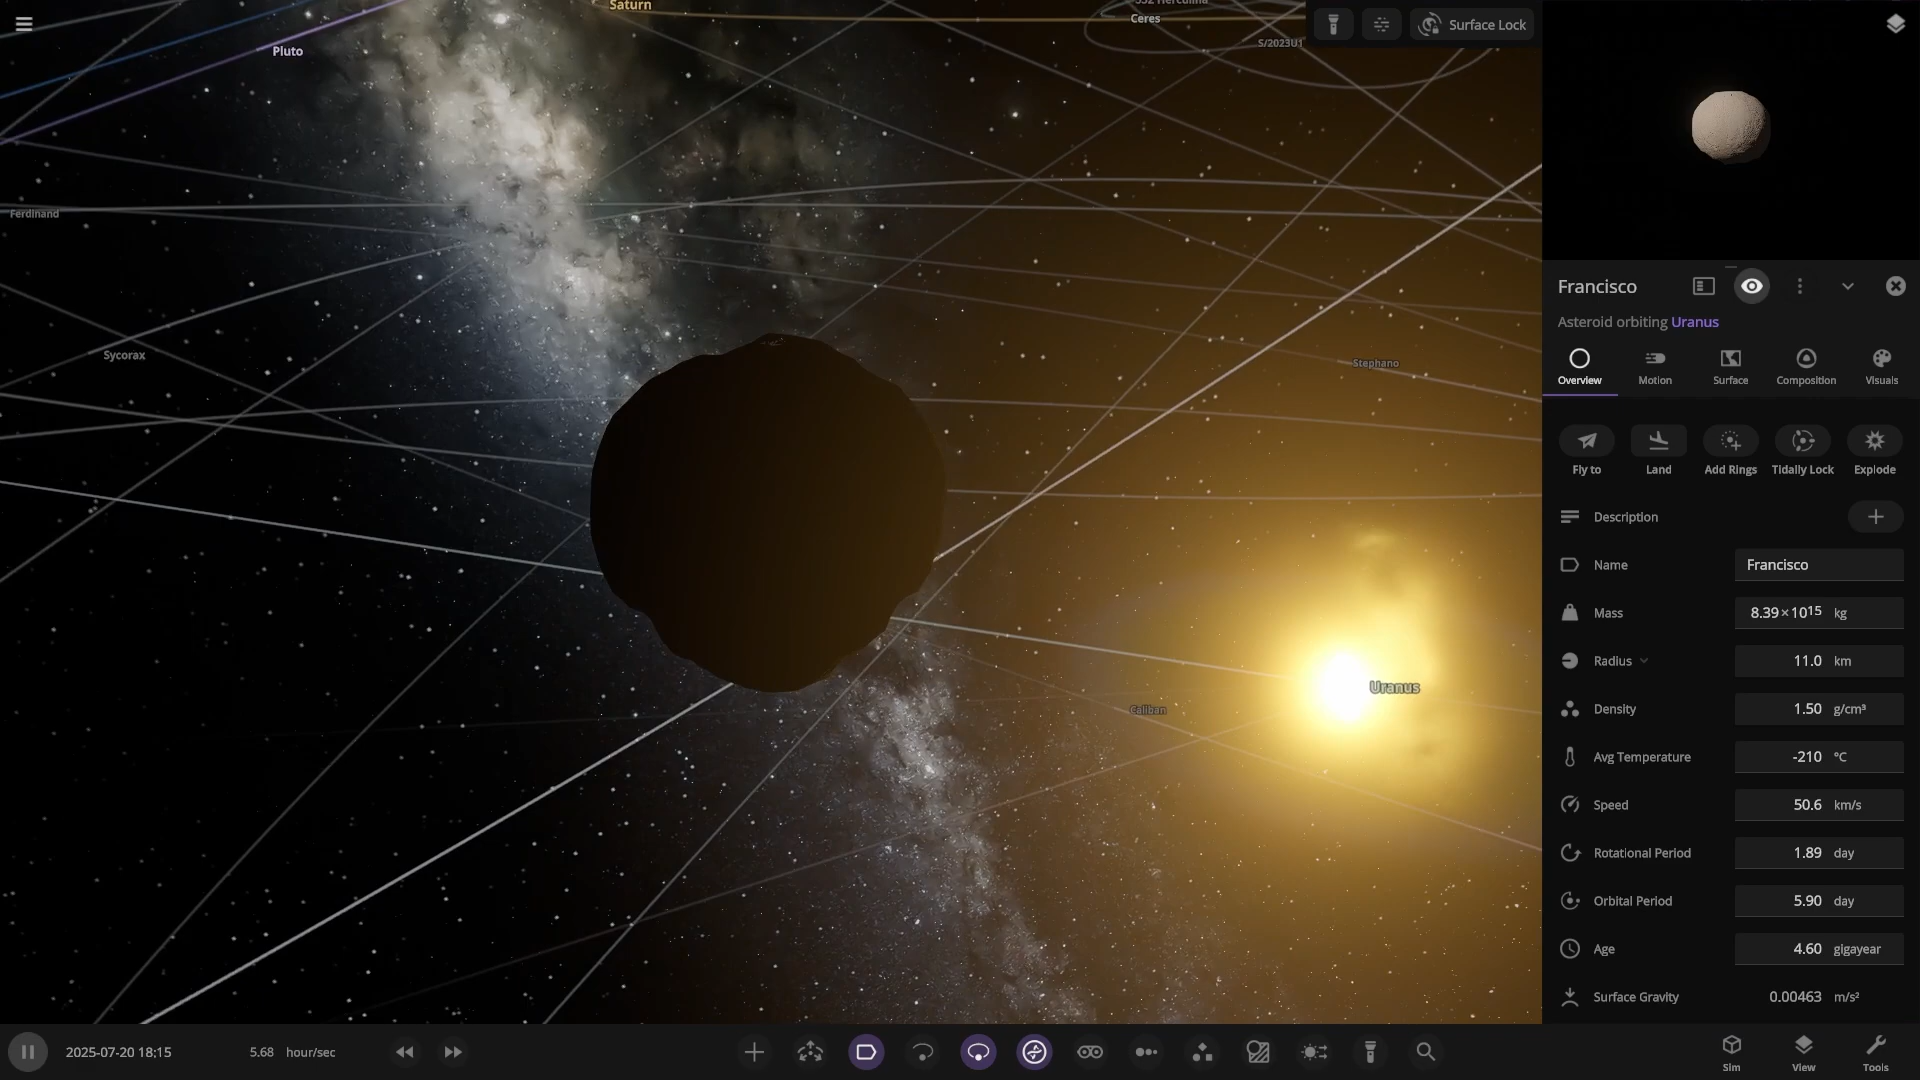 Saturn
532 Herculina
Ceres
S/2023U1
Surface Lock
Pluto
Ferdinand
Sycorax
Stephano
Uranus
Caliban
Francisco
Asteroid orbiting Uranus
Overview
Motion
Surface
Composition
Visuals
Fly to
Land
Add Rings
Tidally Lock
Explode
Description
Name Francisco
Mass 8.39×10¹⁵ kg
Radius 11.0 km
Density 1.50 g/cm³
Avg Temperature -210 °C
Speed 50.6 km/s
Rotational Period 1.89 day
Orbital Period 5.90 day
Age 4.60 gigayear
Surface Gravity 0.00463 m/s²
2025-07-20 18:15
5.68 hour/sec
Sim
View
Tools